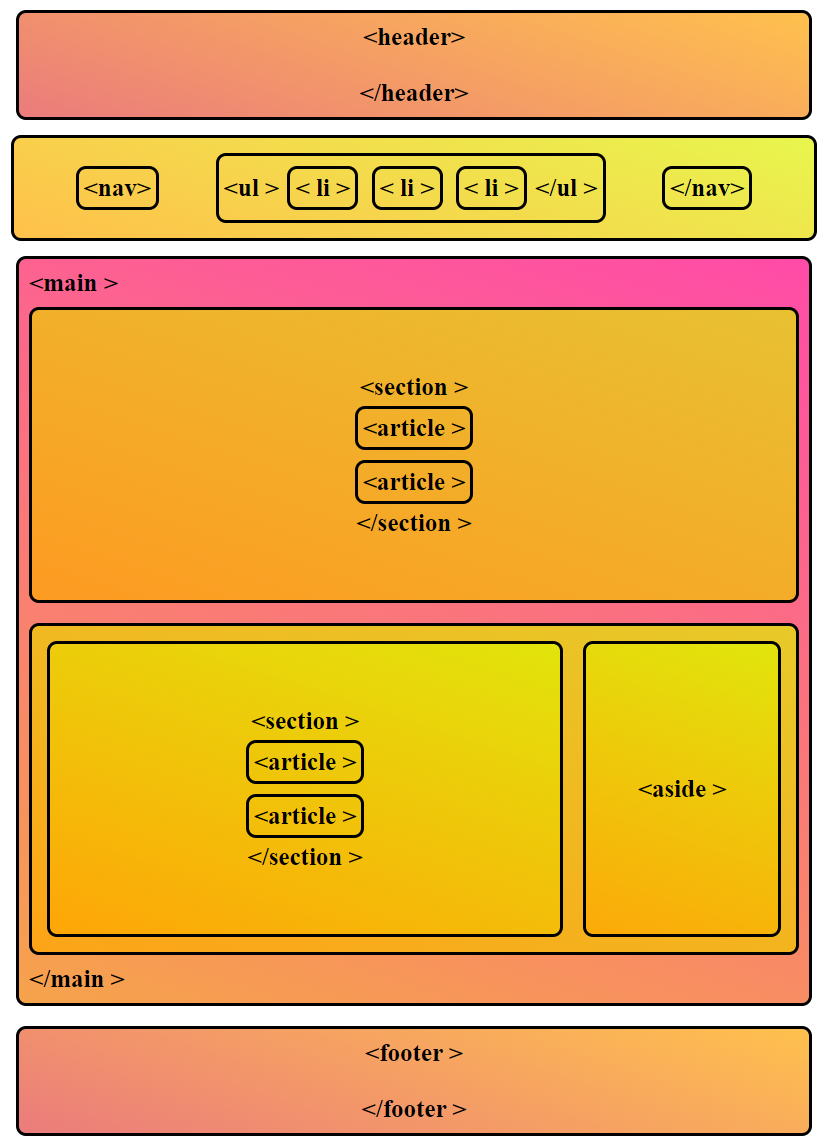 <header>
</header>
<nav> <ul > < li > < li > < li > </ul > </nav>
<main >
<section >
<article >
<article >
</section >
<section >
<article >
<article >
</section >
<aside >
</main >
<footer >
</footer >